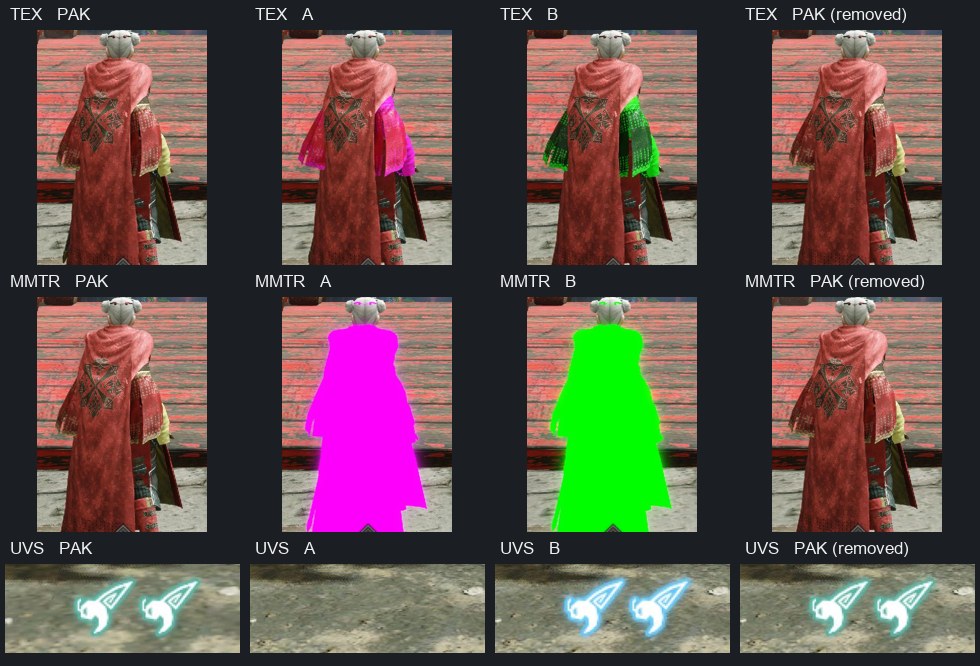 TEX PAK
TEX A
TEX B
TEX PAK (removed)
MMTR PAK
MMTR A
MMTR B
MMTR PAK (removed)
UVS PAK
UVS A
UVS B
UVS PAK (removed)